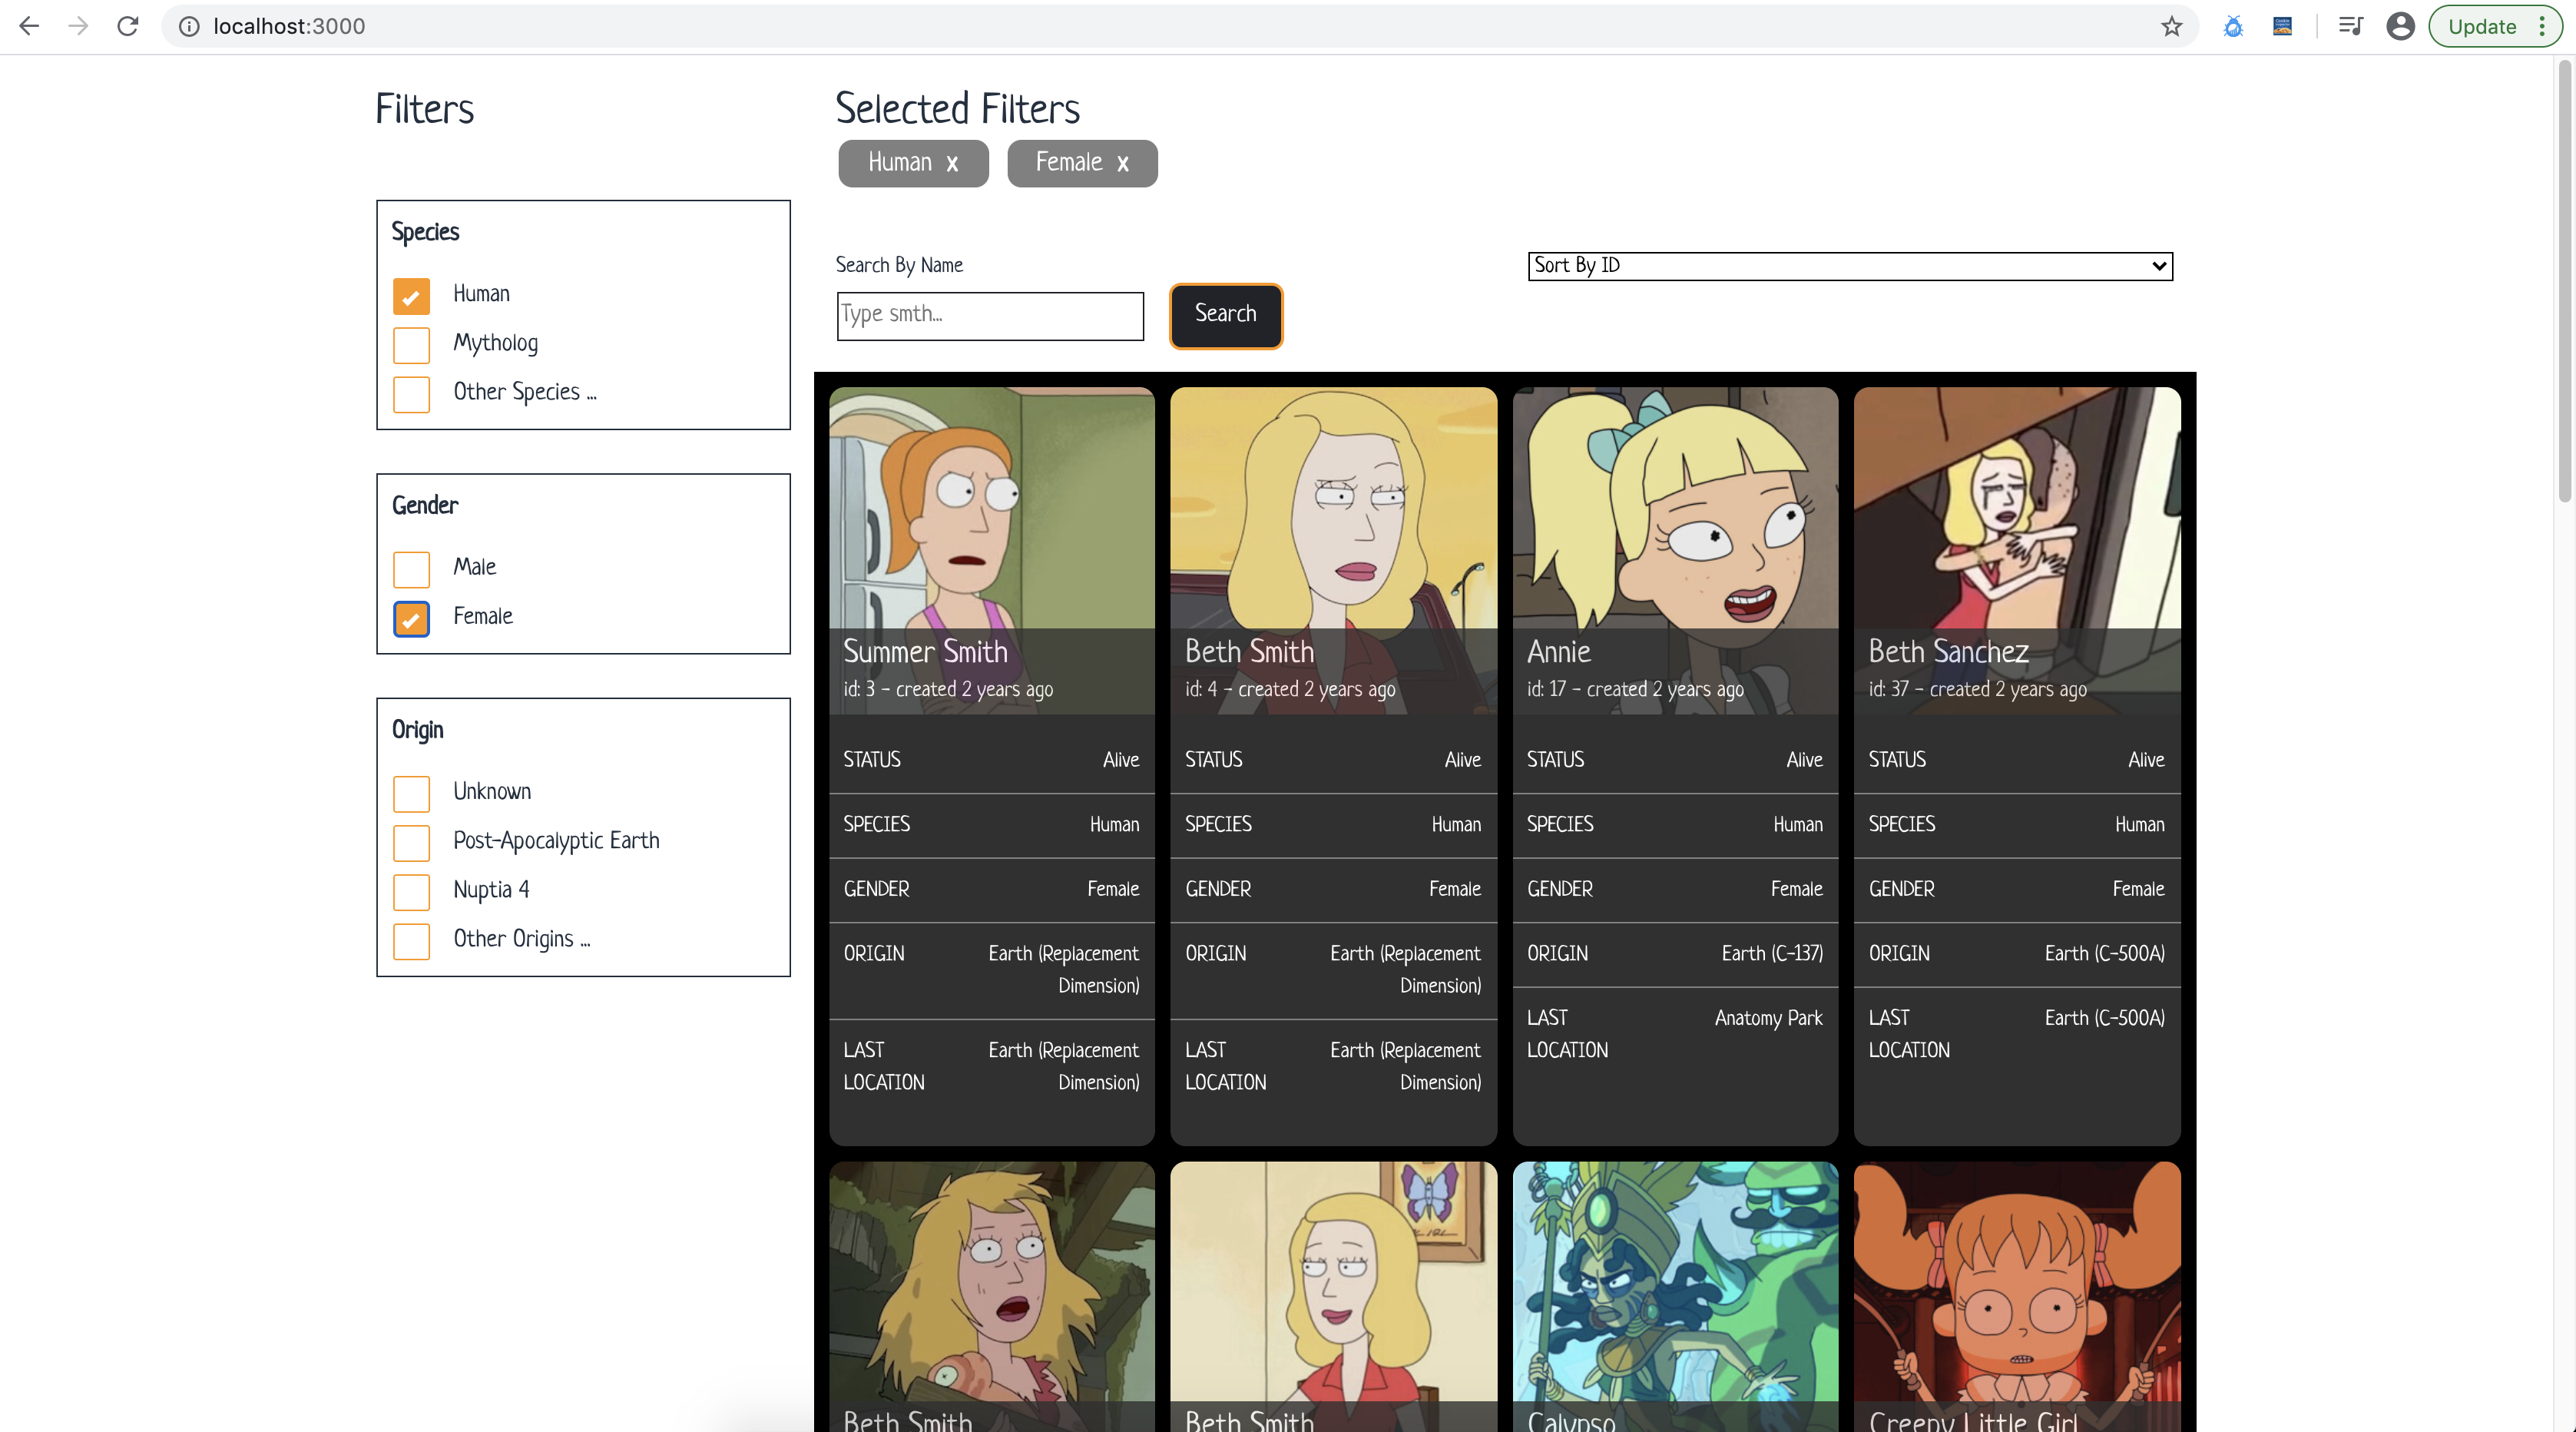 localhost:3000
Update
Filters
Selected Filters
Human x
Female x
Species
Human
Mytholog
Other Species ...
Gender
Male
Female
Origin
Unknown
Post-Apocalyptic Earth
Nuptia 4
Other Origins ...
Search By Name
Type smth...
Search
Sort By ID
Summer Smith
id: 3 - created 2 years ago
STATUS Alive
SPECIES Human
GENDER Female
ORIGIN Earth (Replacement
Dimension)
LAST Earth (Replacement
LOCATION Dimension)
Beth Smith
id: 4 - created 2 years ago
STATUS Alive
SPECIES Human
GENDER Female
ORIGIN Earth (Replacement
Dimension)
LAST Earth (Replacement
LOCATION Dimension)
Annie
id: 17 - created 2 years ago
STATUS Alive
SPECIES Human
GENDER Female
ORIGIN Earth (C-137)
LAST Anatomy Park
LOCATION
Beth Sanchez
id: 37 - created 2 years ago
STATUS Alive
SPECIES Human
GENDER Female
ORIGIN Earth (C-500A)
LAST Earth (C-500A)
LOCATION
Beth Smith
Beth Smith
Calypso
Creepy Little Girl